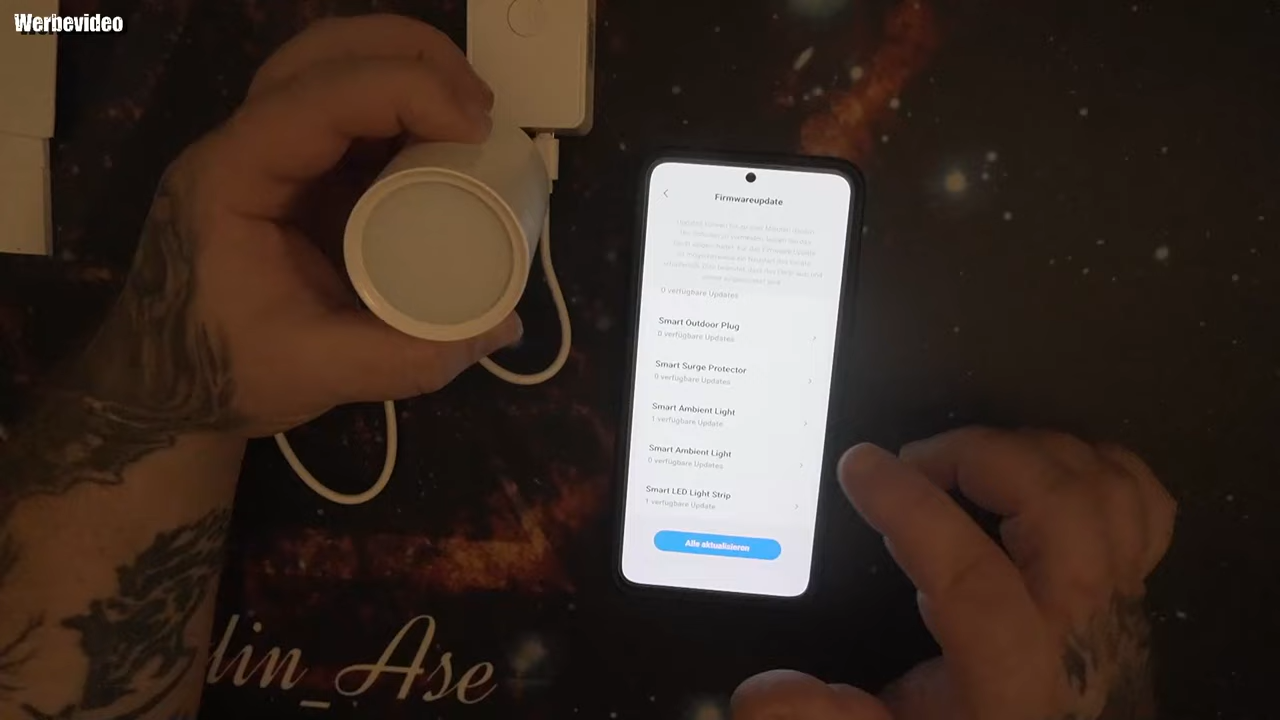 Werbevideo
Firmwareupdate
0 verfügbare Updates
Smart Outdoor Plug
0 verfügbare Updates
Smart Surge Protector
0 verfügbare Updates
Smart Ambient Light
1 verfügbare Update
Smart Ambient Light
0 verfügbare Updates
Smart LED Light Strip
1 verfügbare Update
Alle aktualisieren
din_Ase